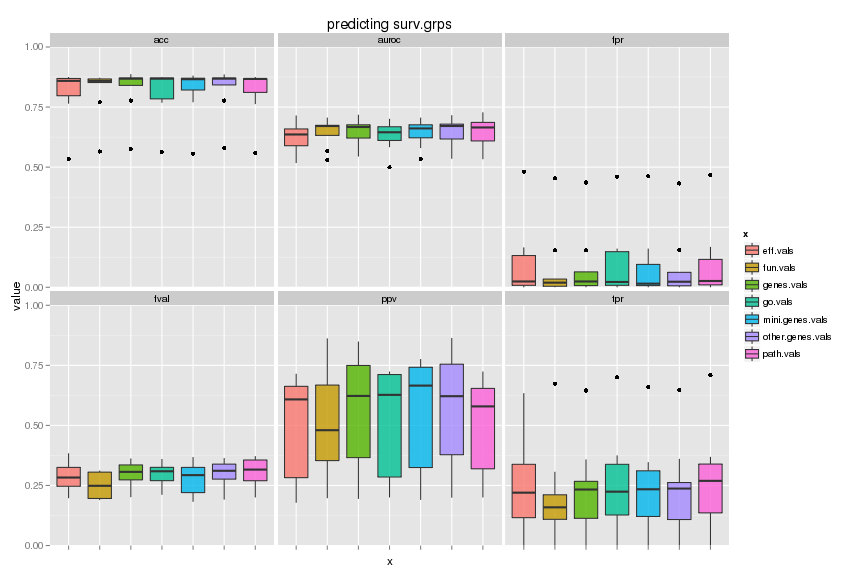 predicting surv.grps
acc auroc fpr
1.00
0.75
0.50
0.25
0.00
fval ppv tpr
1.00
0.75
0.50
0.25
0.00
value
x
x
eff.vals
fun.vals
genes.vals
go.vals
mini.genes.vals
other.genes.vals
path.vals